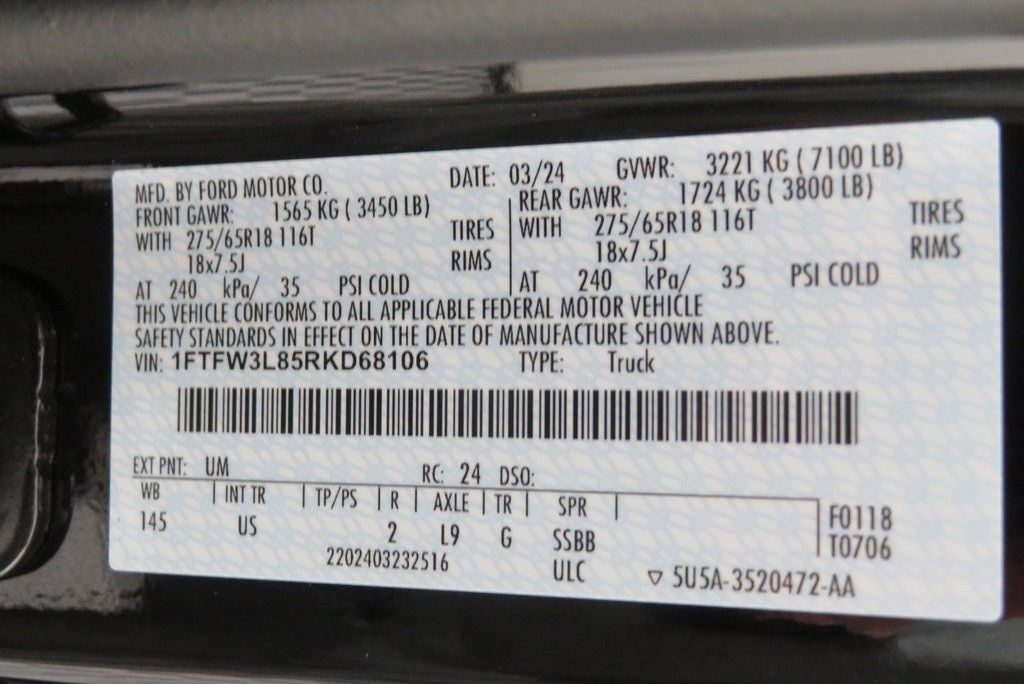 MFD. BY FORD MOTOR CO. DATE: 03/24 GVWR: 3221 KG ( 7100 LB)
FRONT GAWR: 1565 KG ( 3450 LB) REAR GAWR: 1724 KG ( 3800 LB)
WITH 275/65R18 116T TIRES WITH 275/65R18 116T TIRES
18x7.5J RIMS 18x7.5J RIMS
AT 240 kPa/ 35 PSI COLD AT 240 kPa/ 35 PSI COLD
THIS VEHICLE CONFORMS TO ALL APPLICABLE FEDERAL MOTOR VEHICLE
SAFETY STANDARDS IN EFFECT ON THE DATE OF MANUFACTURE SHOWN ABOVE.
VIN: 1FTFW3L85RKD68106 TYPE: Truck
EXT PNT: UM RC: 24 DSO:
WB INT TR TP/PS R AXLE TR SPR F0118
145 US 2 L9 G SSBB T0706
2202403232516 ULC 5U5A-3520472-AA